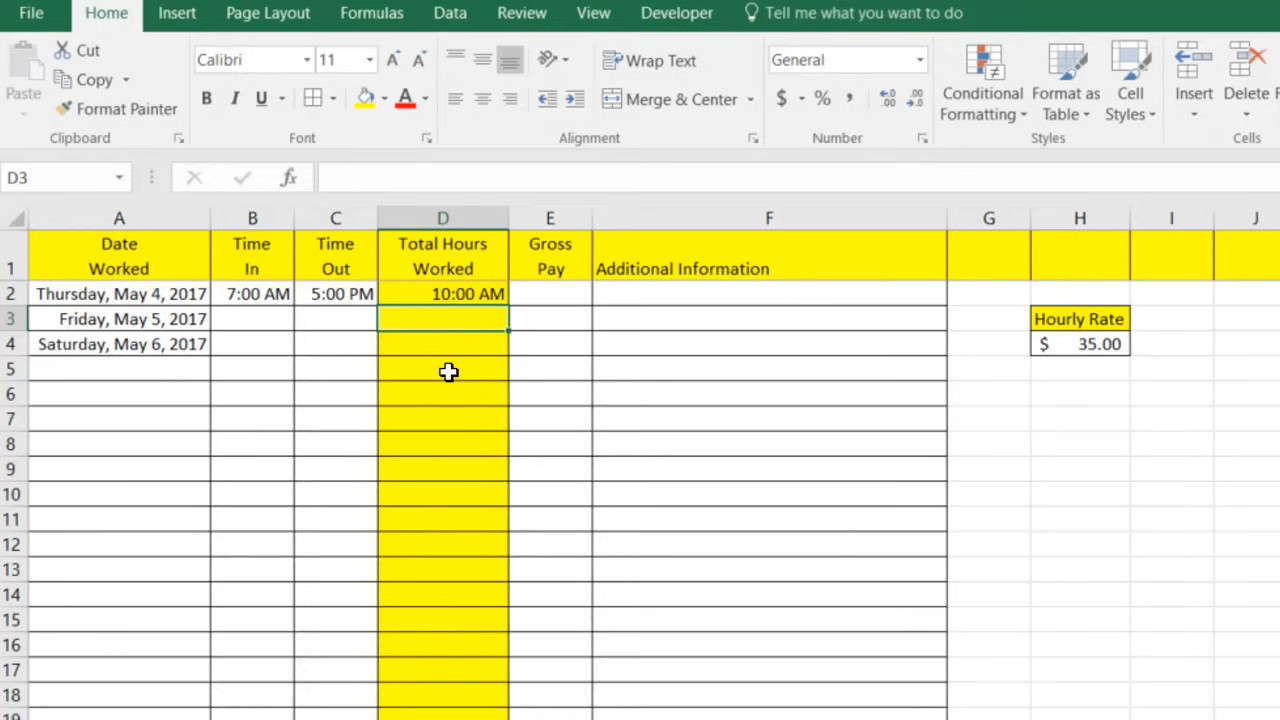 File Home Insert Page Layout Formulas Data Review View Developer Tell me what you want to do
Paste Cut Copy Format Painter
Clipboard
Calibri 11
B I U A
Font
Wrap Text
Merge & Center
Alignment
General
$ % ,
Number
Conditional Formatting Format as Table Cell Styles
Styles
Insert Delete F
Cells
D3 fx
A B C D E F G H I J
1 Date Worked Time In Time Out Total Hours Worked Gross Pay Additional Information
2 Thursday, May 4, 2017 7:00 AM 5:00 PM 10:00 AM
3 Friday, May 5, 2017 Hourly Rate
4 Saturday, May 6, 2017 $ 35.00
5
6
7
8
9
10
11
12
13
14
15
16
17
18
19